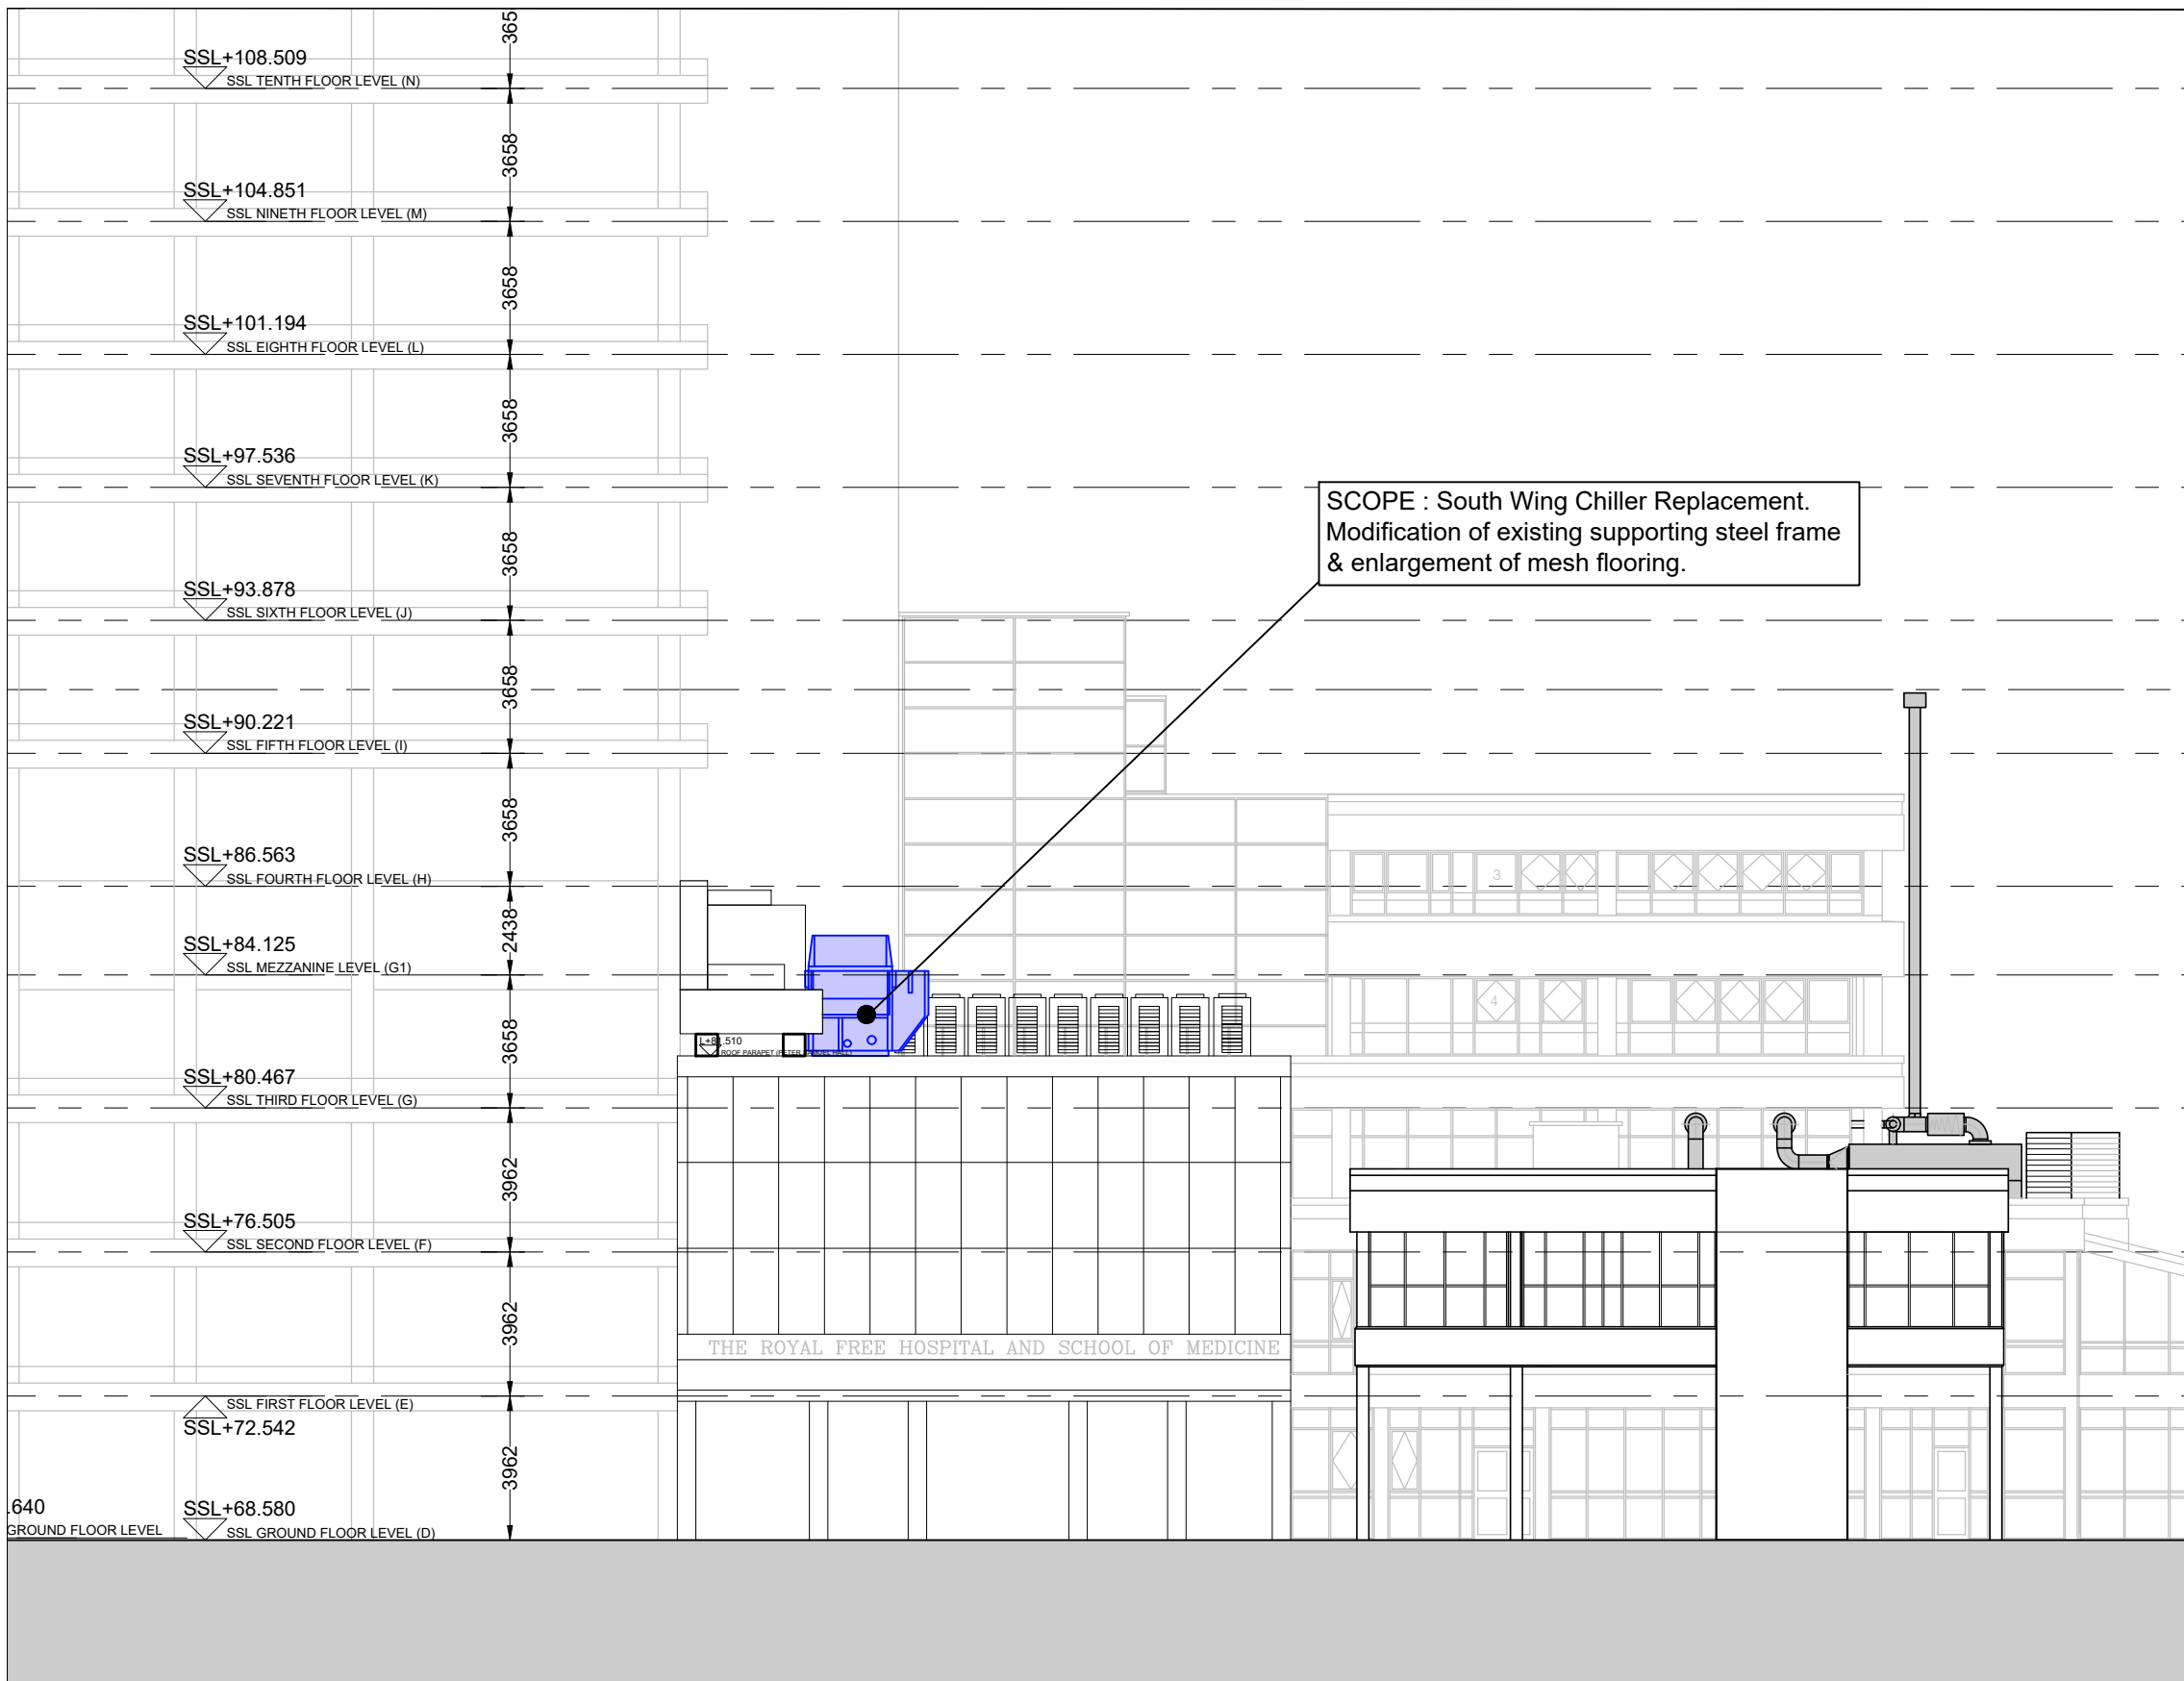 365
SSL+108.509
SSL TENTH FLOOR LEVEL (N)
3658
SSL+104.851
SSL NINETH FLOOR LEVEL (M)
3658
SSL+101.194
SSL EIGHTH FLOOR LEVEL (L)
3658
SSL+97.536
SSL SEVENTH FLOOR LEVEL (K)
SCOPE : South Wing Chiller Replacement.
Modification of existing supporting steel frame
& enlargement of mesh flooring.
3658
SSL+93.878
SSL SIXTH FLOOR LEVEL (J)
3658
SSL+90.221
SSL FIFTH FLOOR LEVEL (I)
3658
SSL+86.563
SSL FOURTH FLOOR LEVEL (H)
3
2438
SSL+84.125
SSL MEZZANINE LEVEL (G1)
4
3658
ROOF PARAPET
SSL+80.467
SSL THIRD FLOOR LEVEL (G)
3962
SSL+76.505
SSL SECOND FLOOR LEVEL (F)
3962
THE ROYAL FREE HOSPITAL AND SCHOOL OF MEDICINE
SSL FIRST FLOOR LEVEL (E)
SSL+72.542
3962
.640
GROUND FLOOR LEVEL
SSL+68.580
SSL GROUND FLOOR LEVEL (D)